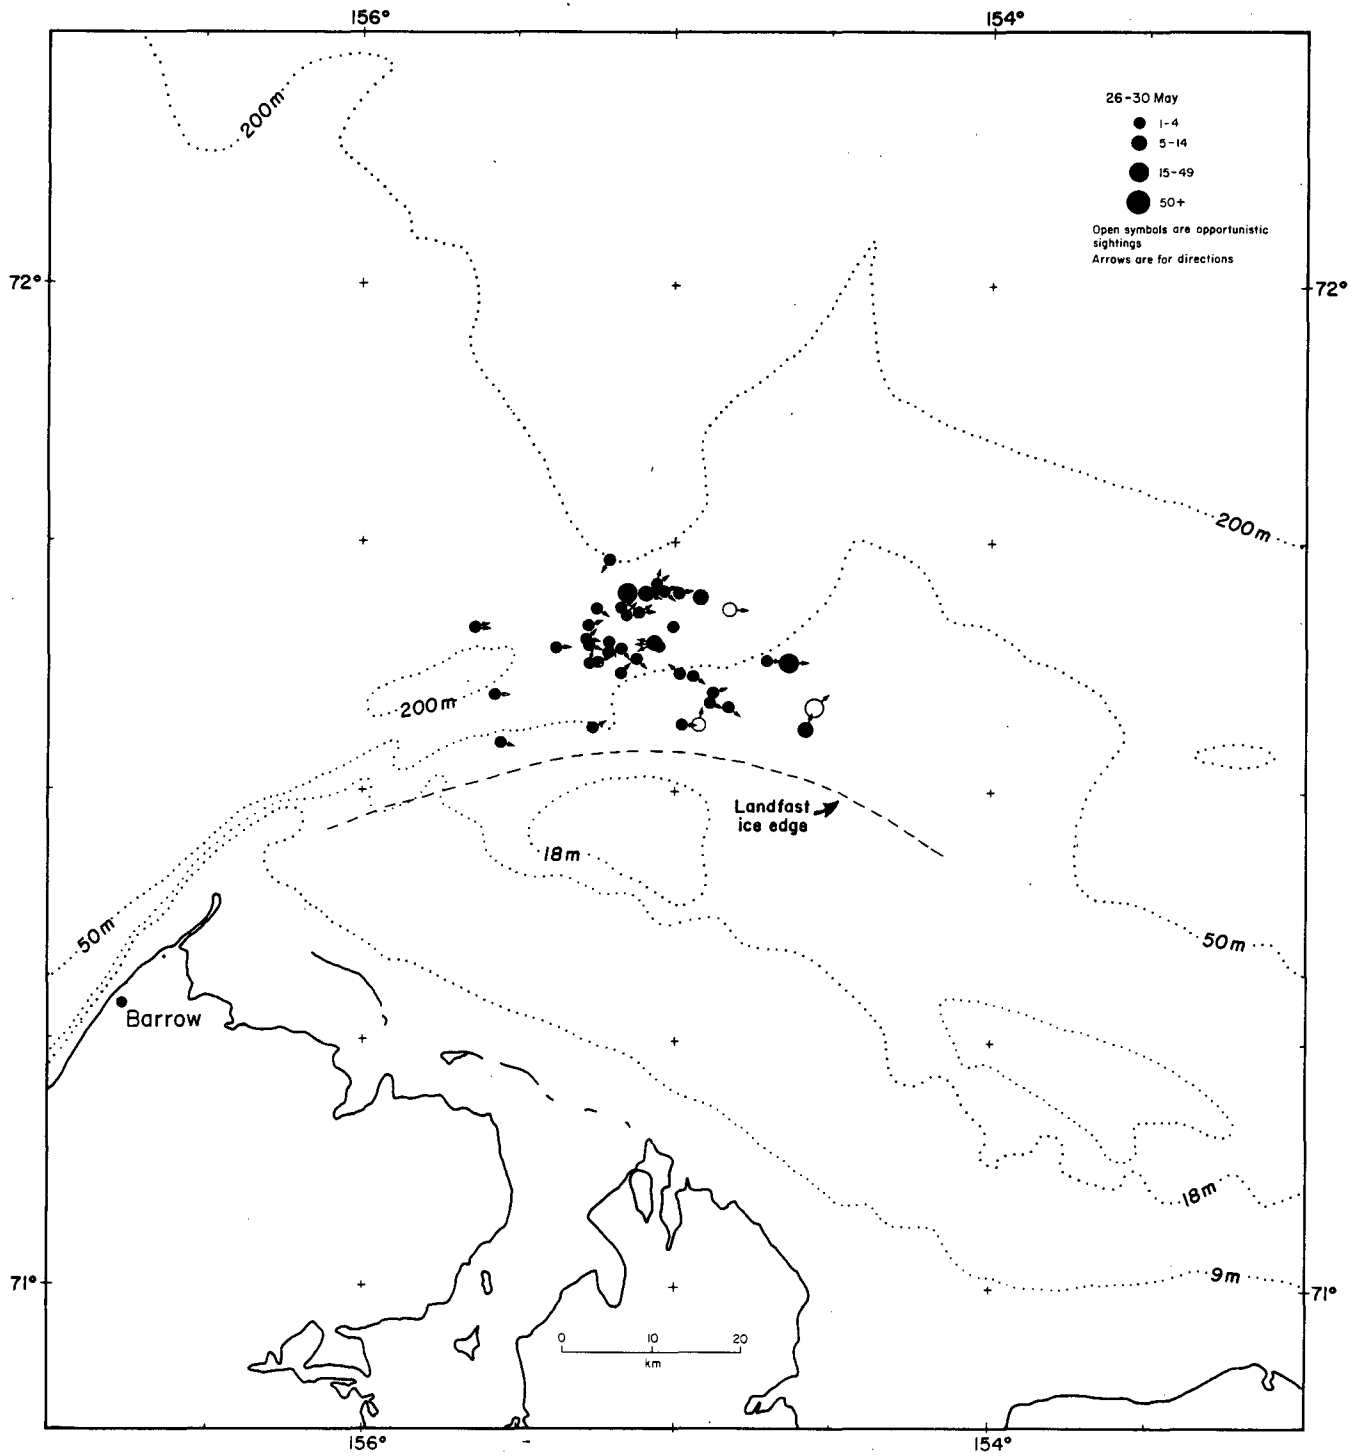 156°
154°
200m
26-30 May
1-4
5-14
15-49
50+
Open symbols are opportunistic
sightings
Arrows are for directions
72°
72°
200m
200m
Landfast
ice edge
18m
50m
50m
Barrow
18m
9m
71°
71°
0 10 20
km
156°
154°